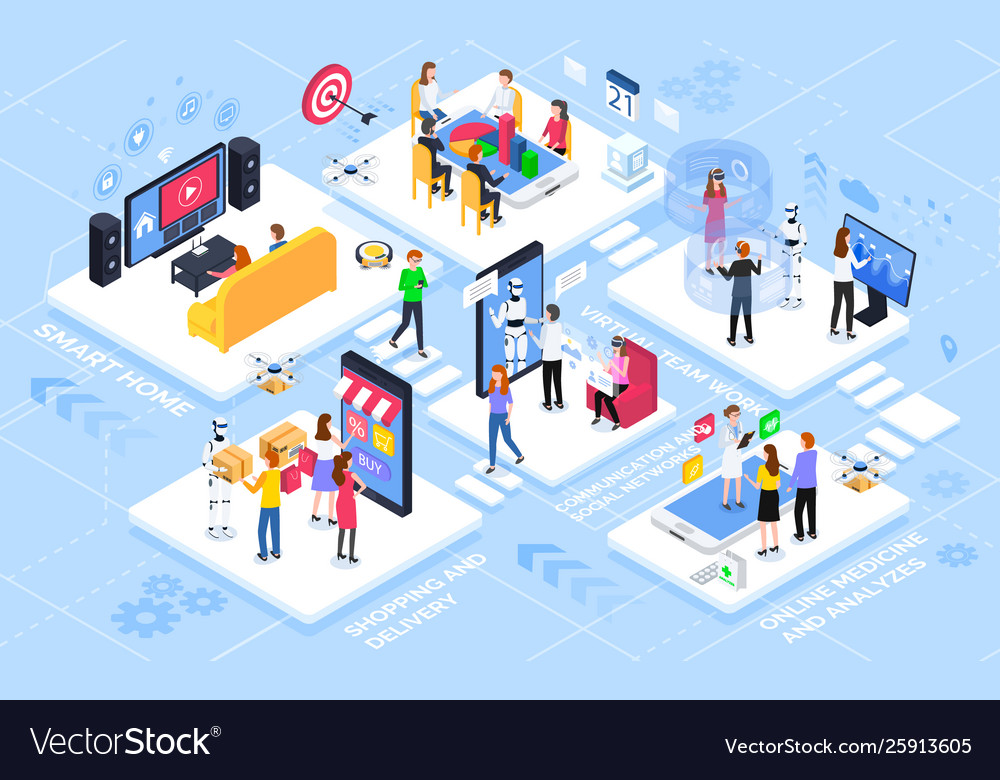 21
SMART HOME
VIRTUAL TEAM WORK
%
BUY
COMMUNICATION AND
SOCIAL NETWORKS
SHOPPING AND
DELIVERY
ONLINE MEDICINE
AND ANALYZES
VectorStock®
VectorStock.com/25913605